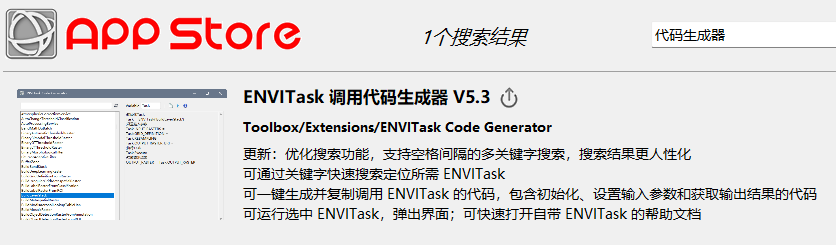 APP STORE
1个搜索结果
代码生成器
ENVITask 调用代码生成器 V5.3
Toolbox/Extensions/ENVITask Code Generator
更新：优化搜索功能，支持空格间隔的多关键字搜索，搜索结果更人性化
可通过关键字快速搜索定位所需 ENVITask
可一键生成并复制调用 ENVITask 的代码，包含初始化、设置输入参数和获取输出结果的代码
可运行选中 ENVITask，弹出界面；可快速打开自带 ENVITask 的帮助文档